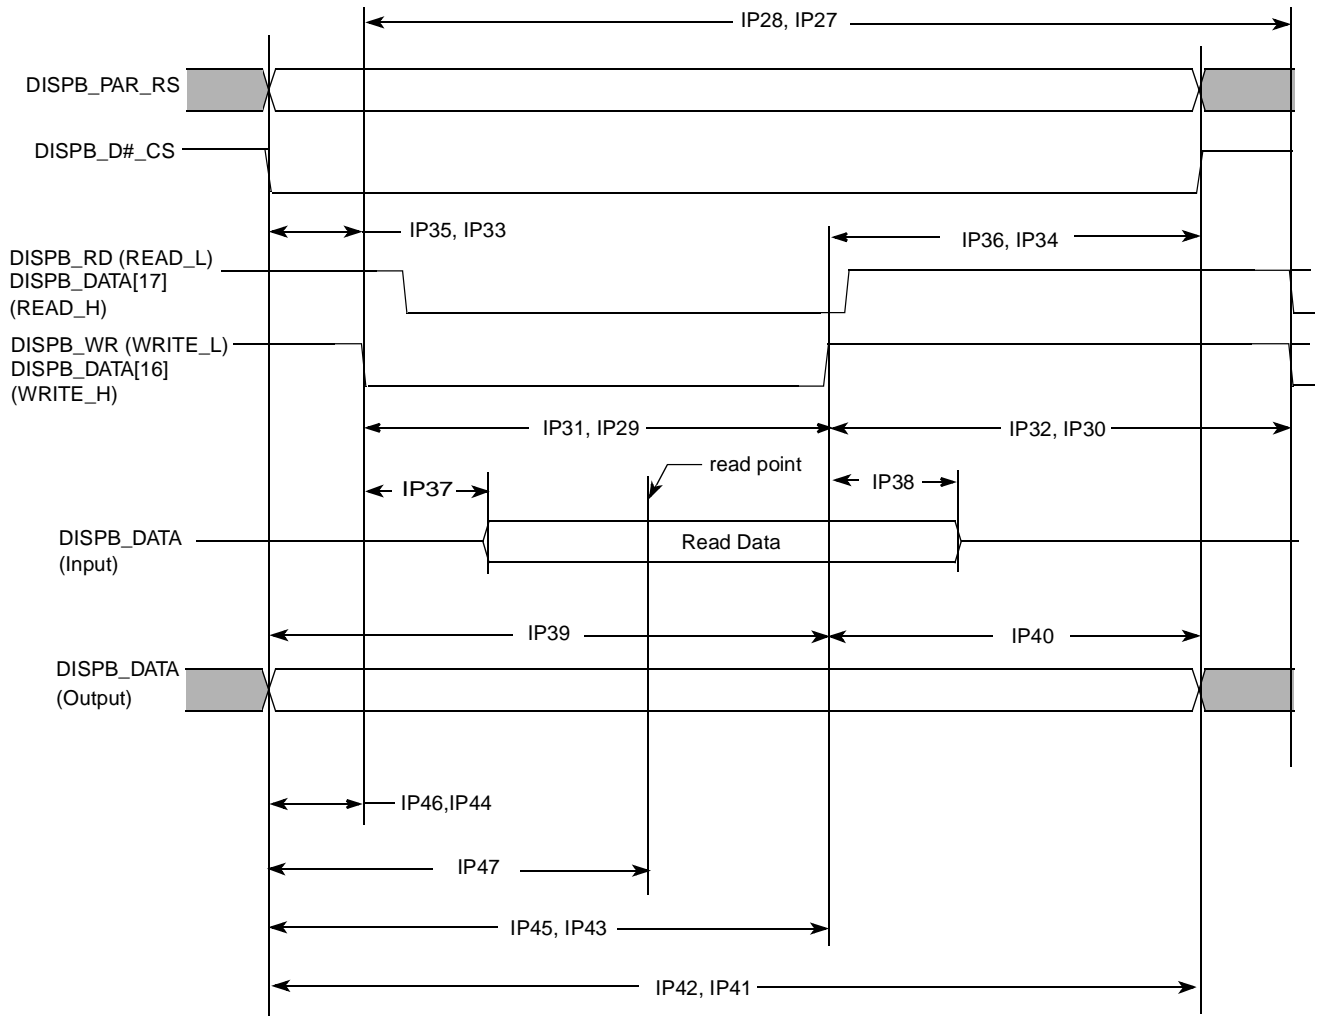 IP28, IP27
DISPB_PAR_RS
DISPB_D#_CS
IP35, IP33
IP36, IP34
DISPB_RD (READ_L)
DISPB_DATA[17]
(READ_H)
DISPB_WR (WRITE_L)
DISPB_DATA[16]
(WRITE_H)
IP31, IP29
IP32, IP30
read point
IP37
IP38
DISPB_DATA
(Input)
Read Data
IP39
IP40
DISPB_DATA
(Output)
IP46,IP44
IP47
IP45, IP43
IP42, IP41